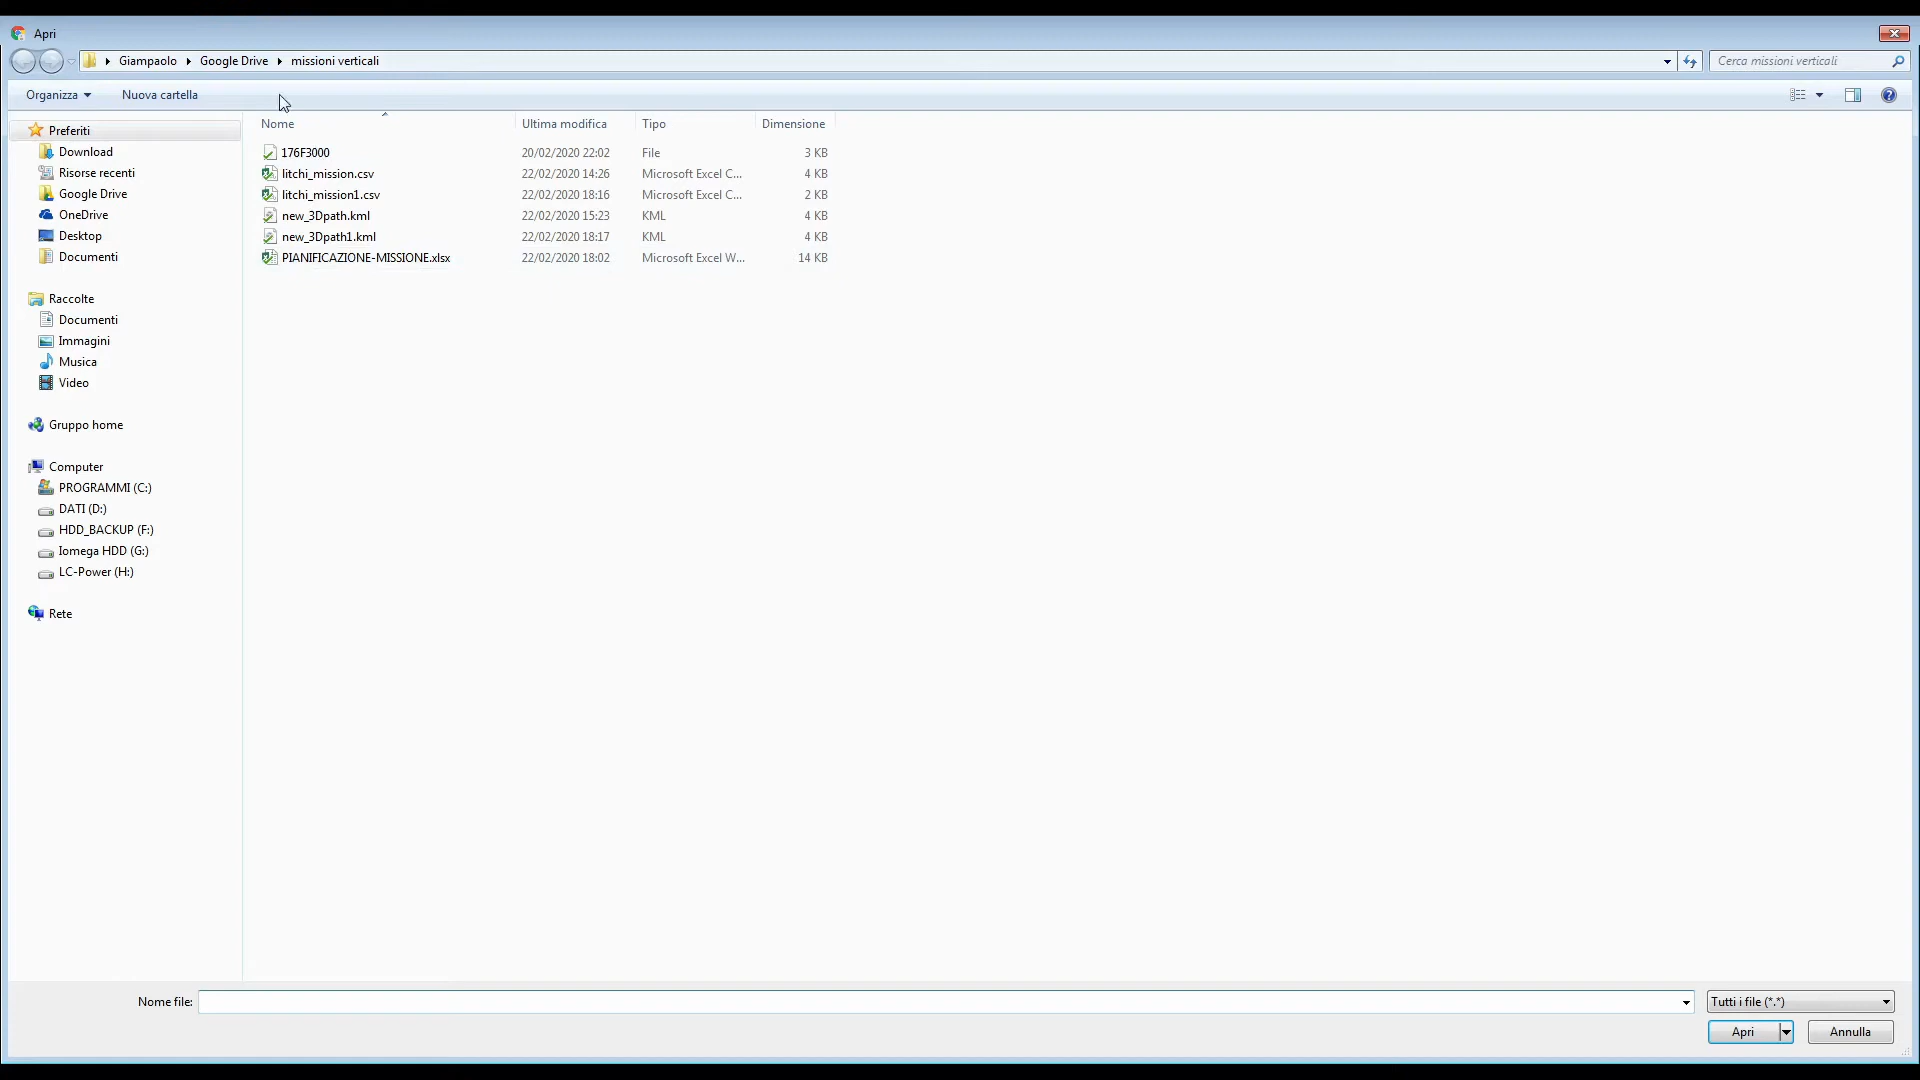 Apri
Giampaolo Google Drive missioni verticali
Cerca missioni verticali
Organizza Nuova cartella
Nome Ultima modifica Tipo Dimensione
176F3000 20/02/2020 22:02 File 3 KB
litchi_mission.csv 22/02/2020 14:26 Microsoft Excel C... 4 KB
litchi_mission1.csv 22/02/2020 18:16 Microsoft Excel C... 2 KB
new_3Dpath.kml 22/02/2020 15:23 KML 4 KB
new_3Dpath1.kml 22/02/2020 18:17 KML 4 KB
PIANIFICAZIONE-MISSIONE.xlsx 22/02/2020 18:02 Microsoft Excel W... 14 KB
Preferiti
Download
Risorse recenti
Google Drive
OneDrive
Desktop
Documenti
Raccolte
Documenti
Immagini
Musica
Video
Gruppo home
Computer
PROGRAMMI (C:)
DATI (D:)
HDD_BACKUP (F:)
Iomega HDD (G:)
LC-Power (H:)
Rete
Nome file:
Tutti i file (*.*)
Apri Annulla